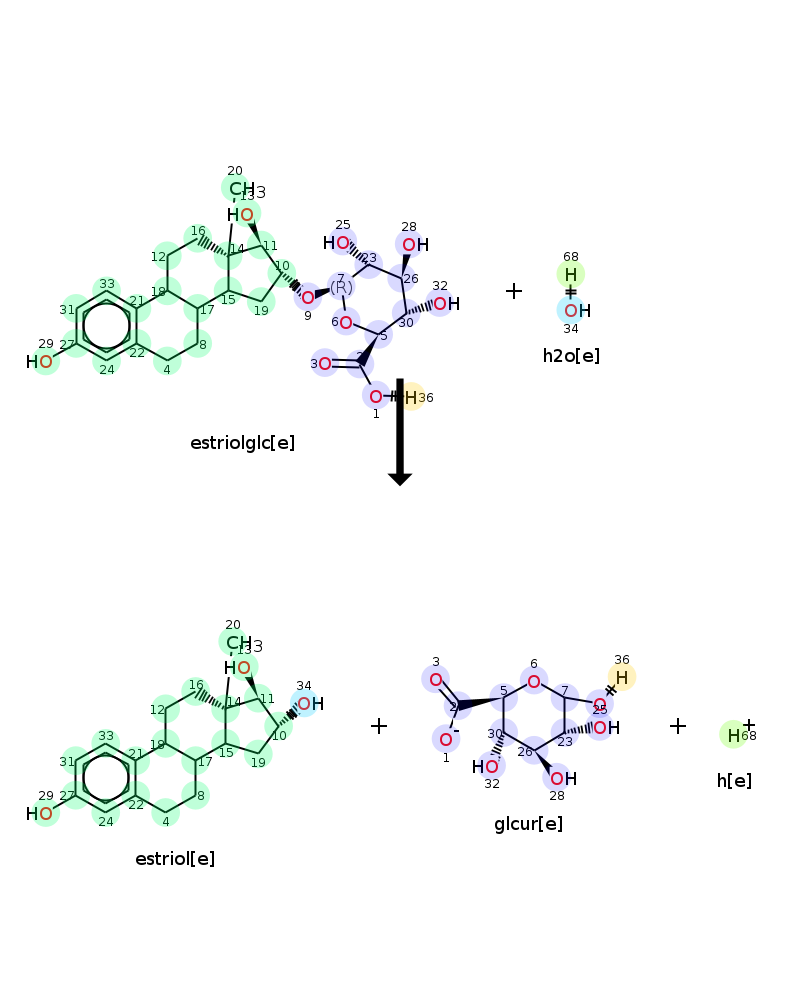 20
CH3
13
HO
16
25
HO
28
OH
23
68
H
14
11
12
10
7
(R)
26
32
OH
33
18
15
19
9
6
30
OH
34
31
21
17
5
h2o[e]
29
HO
27
22
8
3
O
2
24
4
O
H
36
1
estriolglc[e]
+
20
CH3
13
HO
3
O
6
O
36
H
16
34
OH
14
11
5
7
O
12
2
10
25
OH
33
18
15
19
O
-
1
30
26
23
+
+
H
+
68
31
21
17
HO
32
OH
28
h[e]
29
HO
27
22
8
24
4
glcur[e]
estriol[e]